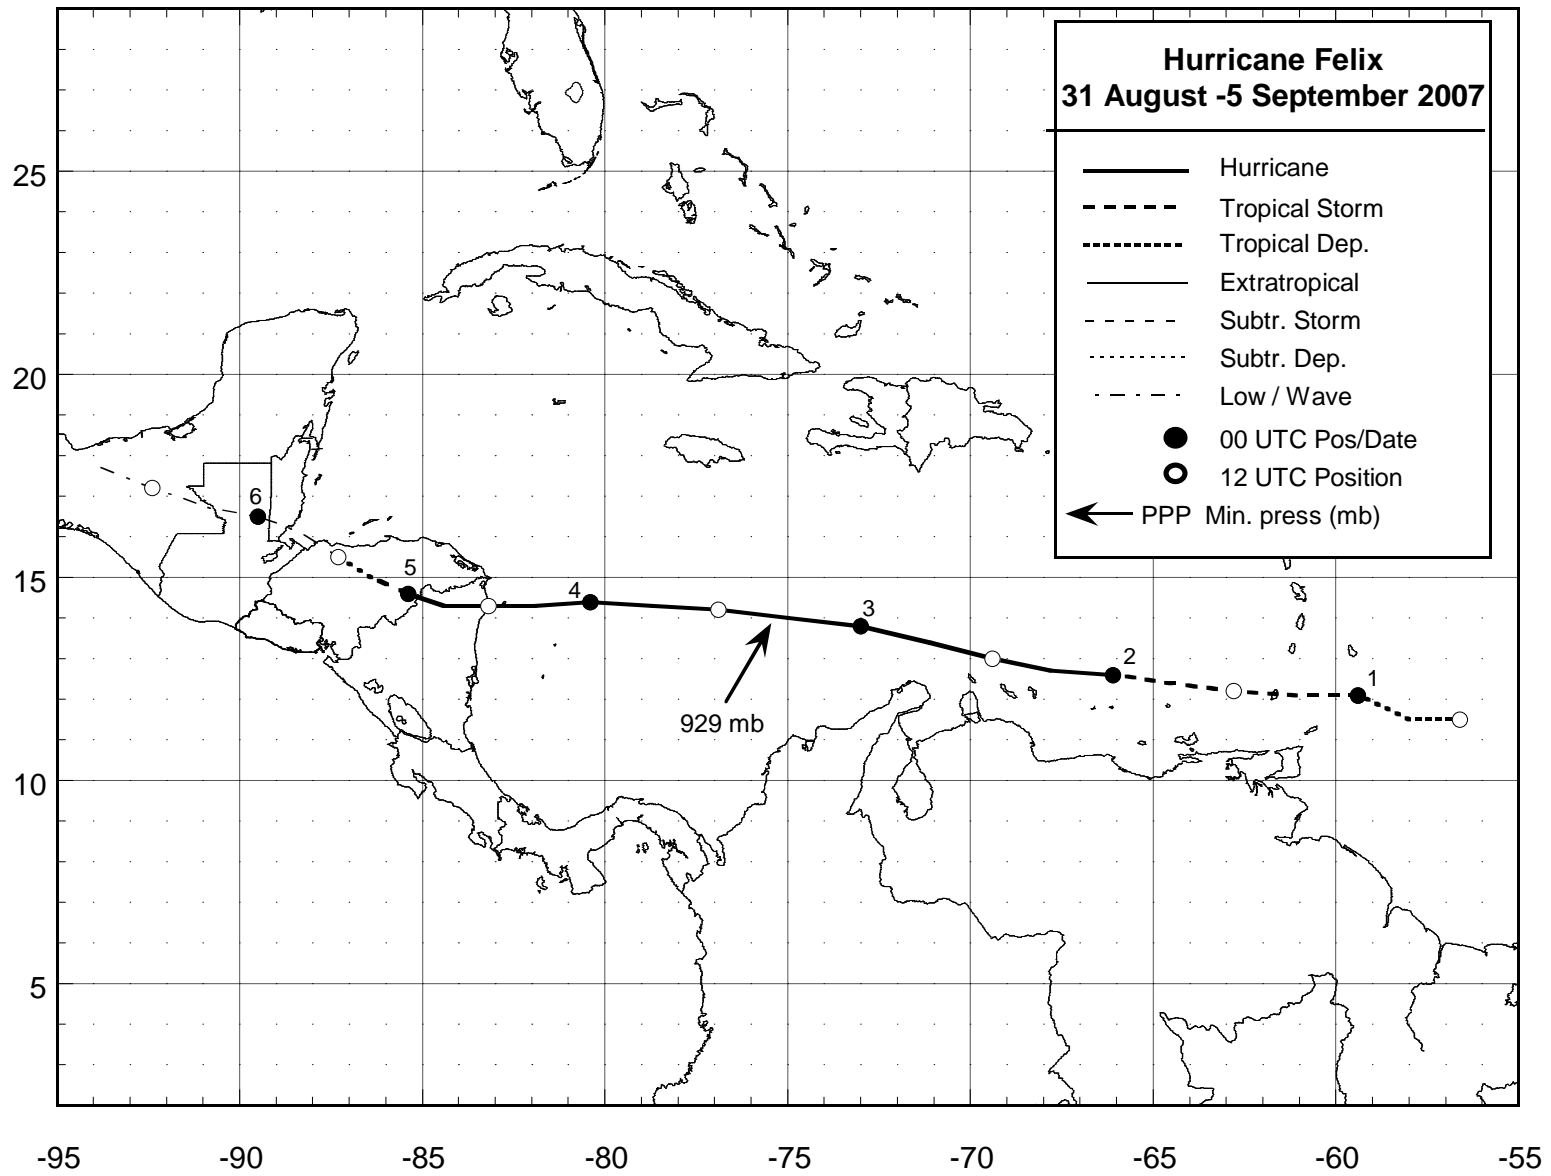 Hurricane Felix
31 August -5 September 2007
Hurricane
Tropical Storm
Tropical Dep.
Extratropical
Subtr. Storm
Subtr. Dep.
Low / Wave
00 UTC Pos/Date
12 UTC Position
PPP Min. press (mb)
25
20
15
10
5
6
5
4
3
2
1
929 mb
-95 -90 -85 -80 -75 -70 -65 -60 -55